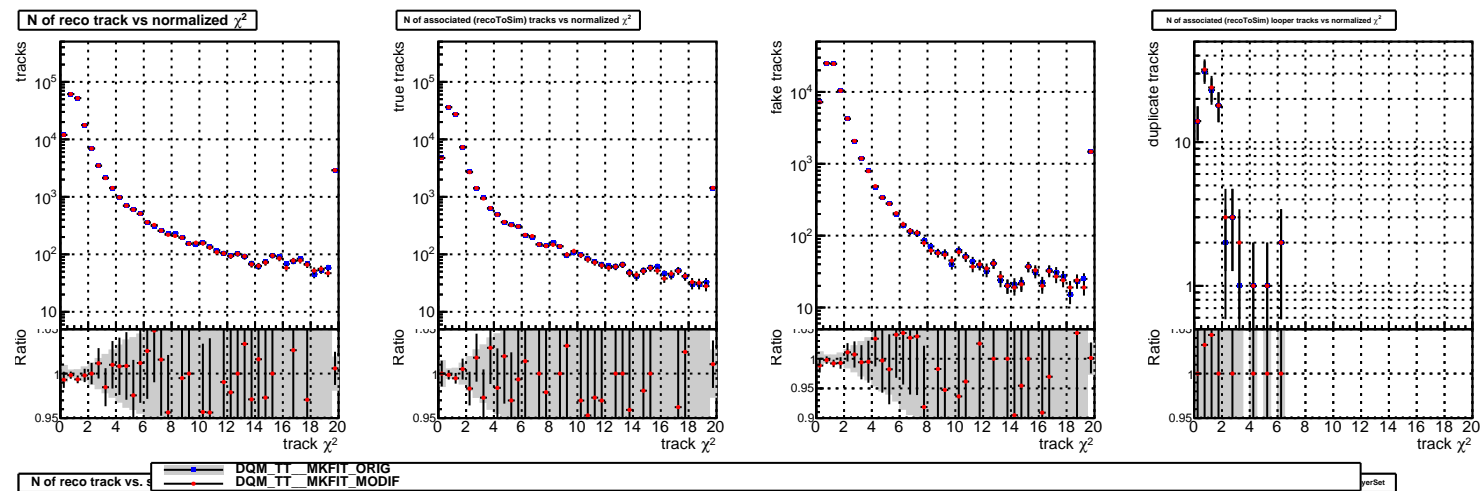 N of reco track vs normalized χ²
N of associated (recoToSim) tracks vs normalized χ²
N of associated (recoToSim) looper tracks vs normalized χ²
tracks
10⁵
10⁴
10³
10²
10
Ratio
1
0.95
0 2 4 6 8 10 12 14 16 18 20
track χ²
true tracks
10⁵
10⁴
10³
10²
10
Ratio
1
0.95
0 2 4 6 8 10 12 14 16 18 20
track χ²
fake tracks
10⁴
10³
10²
10
Ratio
1
0.95
0.9
0 2 4 6 8 10 12 14 16 18 20
track χ²
duplicate tracks
10
1
Ratio
1
0.95
0 2 4 6 8 10 12 14 16 18 20
track χ²
N of reco track vs. s
DQM_TT__MKFIT_ORIG
DQM_TT__MKFIT_MODIF
yerSet